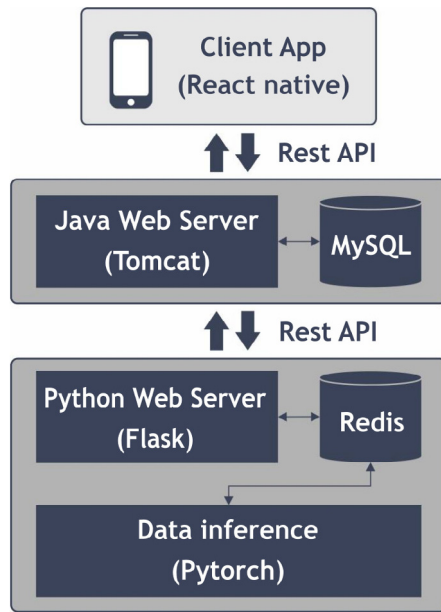 Client App
(React native)
Rest API
Java Web Server
(Tomcat)
MySQL
Rest API
Python Web Server
(Flask)
Redis
Data inference
(Pytorch)